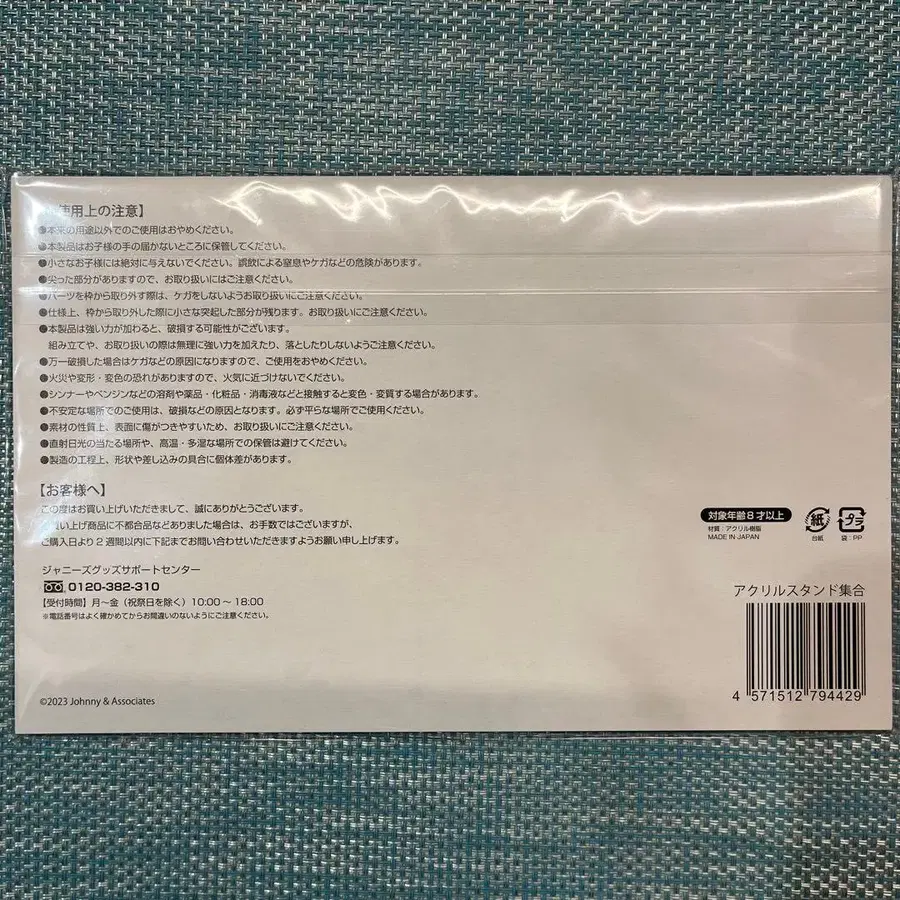 使用上の注意】
●本来の用途以外でのご使用はおやめください。
●本製品はお子様の手の届かないところに保管してください。
●小さなお子様には絶対に与えないでください。誤飲による窒息やケガなどの危険があります。
●尖った部分がありますので、お取り扱いにはご注意ください。
●パーツを枠から取り外す際は、ケガをしないようお取り扱いにご注意ください。
●仕様上、枠から取り外した際に小さな突起した部分が残ります。お取り扱いにご注意ください。
●本製品は強い力が加わると、破損する可能性がございます。
組み立てや、お取り扱いの際は無理に強い力を加えたり、落としたりしないようご注意ください。
●万一破損した場合はケガなどの原因になりますので、ご使用をおやめください。
●火災や変形・変色の恐れがありますので、火気に近づけないでください。
●シンナーやベンジンなどの溶剤や薬品・化粧品・消毒液などと接触すると変色・変質する場合があります。
●不安定な場所でのご使用は、破損などの原因となります。必ず平らな場所でご使用ください。
●素材の性質上、表面に傷がつきやすいため、お取り扱いにご注意ください。
●直射日光の当たる場所や、高温・多湿な場所での保管は避けてください。
●製造の工程上、形状や差し込みの具合に個体差があります。
【お客様へ】
この度はお買い上げいただきまして、誠にありがとうございます。
買い上げ商品に不都合品などありました場合は、お手数ではございますが、
ご購入日より2週間以内に下記までお問い合わせいただきますようお願い申し上げます。
ジャニーズグッズサポートセンター
0120-382-310
【受付時間】月〜金（祝祭日を除く）10:00〜18:00
※電話番号はよく確かめてからお間違いのないようにご注意ください。
©2023 Johnny & Associates
対象年齢8才以上
材質：アクリル樹脂
MADE IN JAPAN
紙
台紙
プラ
袋：PP
アクリルスタンド集合
4 571512 794429